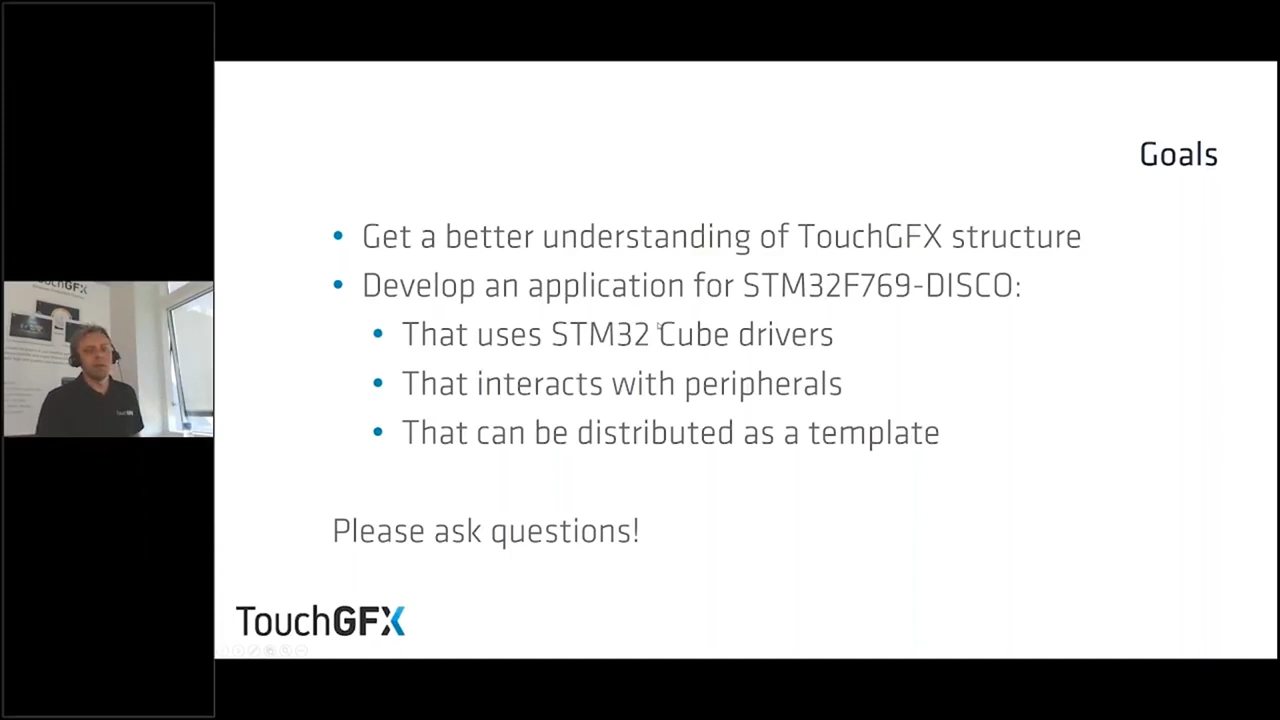 Goals
• Get a better understanding of TouchGFX structure
• Develop an application for STM32F769-DISCO:
• That uses STM32 Cube drivers
• That interacts with peripherals
• That can be distributed as a template
Please ask questions!
TouchGFX